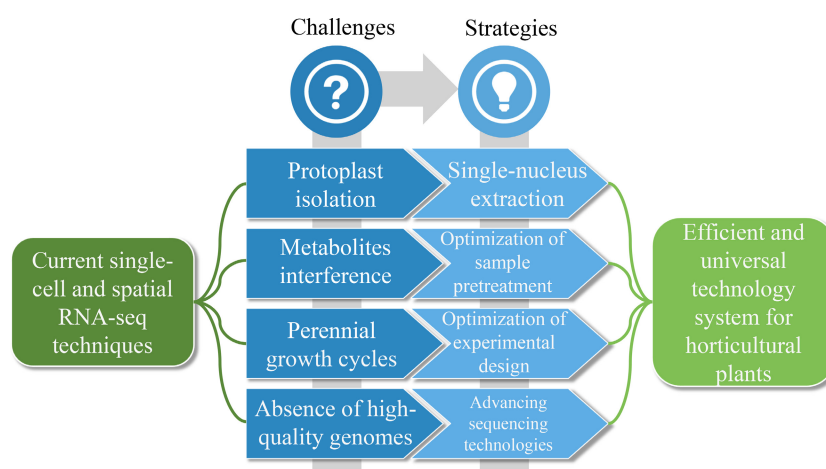 Challenges
Strategies
?
Current single-
cell and spatial
RNA-seq
techniques
Protoplast
isolation
Single-nucleus
extraction
Metabolites
interference
Optimization of
sample
pretreatment
Perennial
growth cycles
Optimization of
experimental
design
Absence of high-
quality genomes
Advancing
sequencing
technologies
Efficient and
universal
technology
system for
horticultural
plants